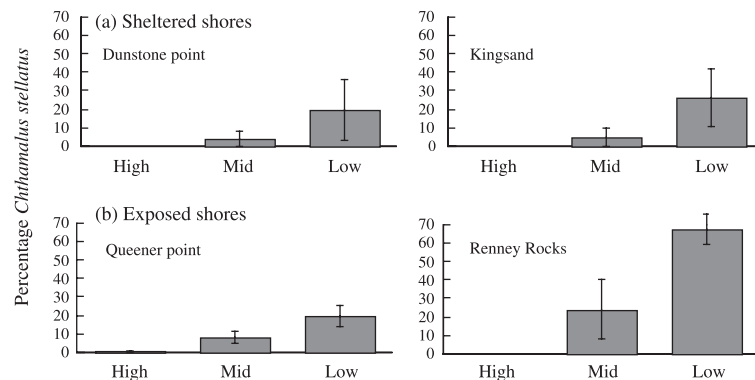 Percentage Chthamalus stellatus
(a) Sheltered shores
Dunstone point
70
60
50
40
30
20
10
0
High Mid Low
Kingsand
70
60
50
40
30
20
10
0
High Mid Low
(b) Exposed shores
Queener point
70
60
50
40
30
20
10
0
High Mid Low
Renney Rocks
70
60
50
40
30
20
10
0
High Mid Low